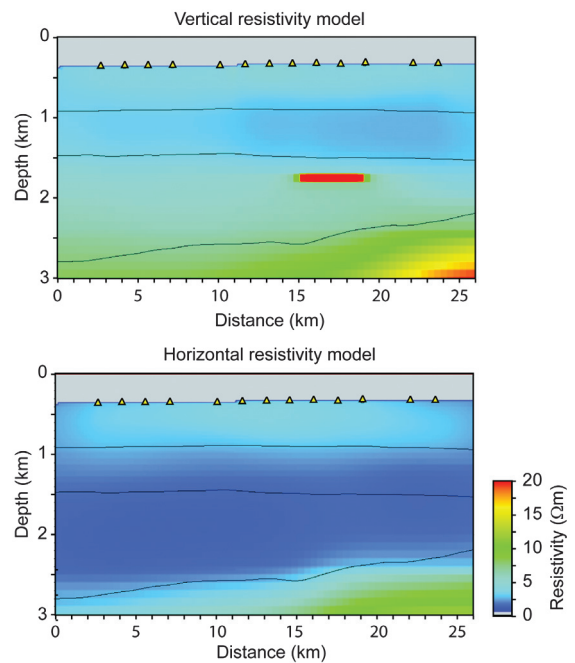 Vertical resistivity model
0
1
2
3
Depth (km)
0 5 10 15 20 25
Distance (km)
Horizontal resistivity model
0
1
2
3
Depth (km)
0 5 10 15 20 25
Distance (km)
20
15
10
5
0
Resistivity (Ωm)